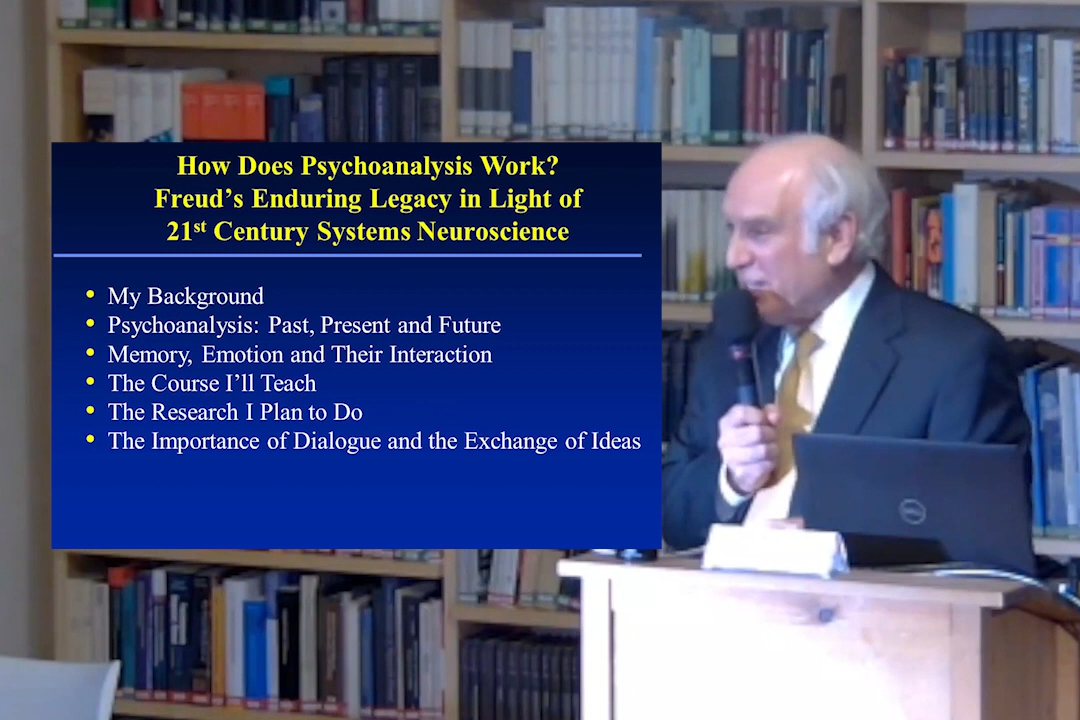 How Does Psychoanalysis Work?
Freud’s Enduring Legacy in Light of
21st Century Systems Neuroscience
• My Background
• Psychoanalysis: Past, Present and Future
• Memory, Emotion and Their Interaction
• The Course I’ll Teach
• The Research I Plan to Do
• The Importance of Dialogue and the Exchange of Ideas
DELL